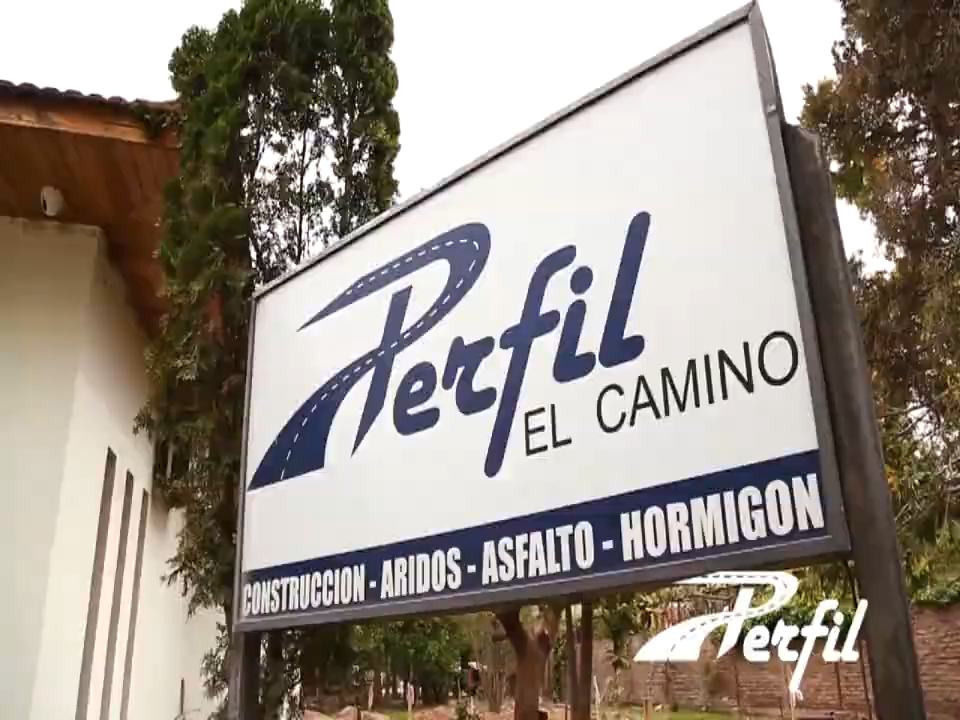 Perfil
EL CAMINO
CONSTRUCCION - ARIDOS - ASFALTO - HORMIGON
Perfil